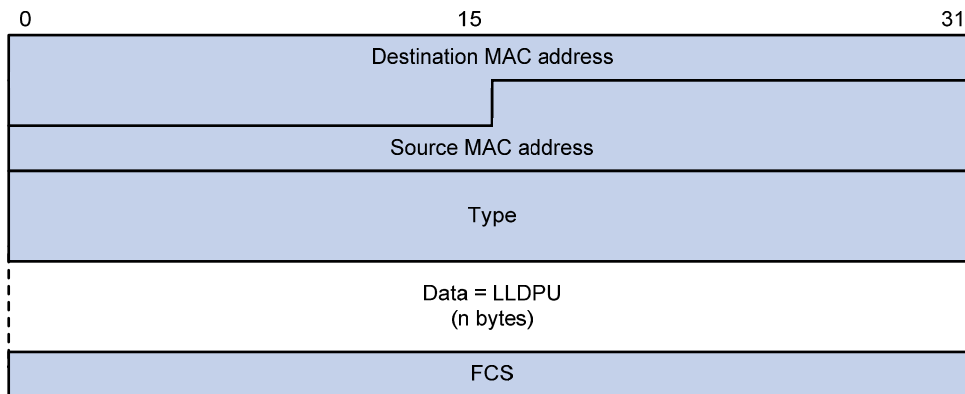 0 15 31
Destination MAC address
Source MAC address
Type
Data = LLDPU
(n bytes)
FCS